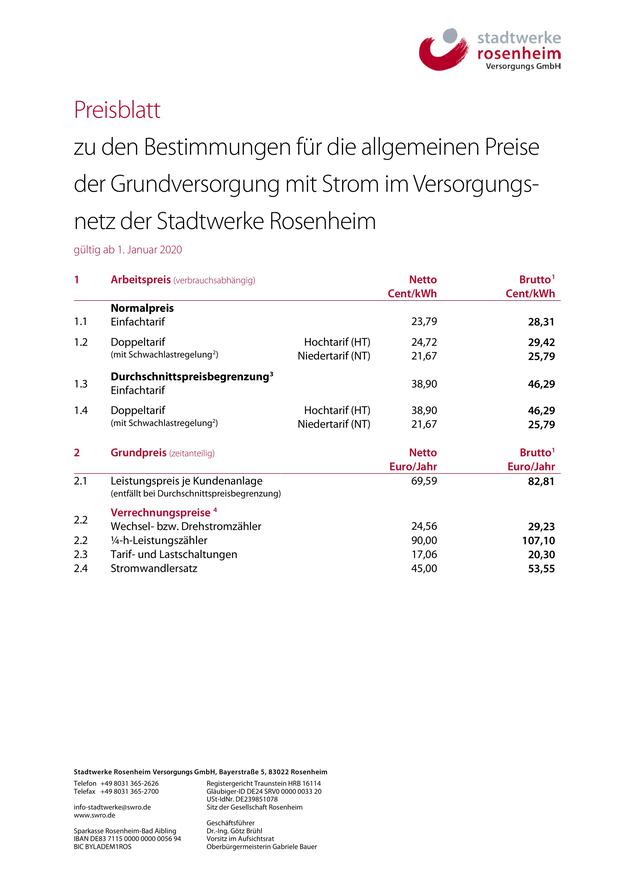 stadtwerke
rosenheim
Versorgungs GmbH
Preisblatt
zu den Bestimmungen für die allgemeinen Preise
der Grundversorgung mit Strom im Versorgungs-
netz der Stadtwerke Rosenheim
gültig ab 1. Januar 2020
1 Arbeitspreis (verbrauchsabhängig) Netto Brutto¹
Cent/kWh Cent/kWh
Normalpreis
1.1 Einfachtarif 23,79 28,31
1.2 Doppeltarif Hochtarif (HT) 24,72 29,42
(mit Schwachlastregelung²) Niedertarif (NT) 21,67 25,79
Durchschnittspreisbegrenzung³
1.3 Einfachtarif 38,90 46,29
1.4 Doppeltarif Hochtarif (HT) 38,90 46,29
(mit Schwachlastregelung²) Niedertarif (NT) 21,67 25,79
2 Grundpreis (zeitanteilig) Netto Brutto¹
Euro/Jahr Euro/Jahr
2.1 Leistungspreis je Kundenanlage 69,59 82,81
(entfällt bei Durchschnittspreisbegrenzung)
Verrechnungspreise ⁴
2.2 Wechsel- bzw. Drehstromzähler 24,56 29,23
2.2 ¼-h-Leistungszähler 90,00 107,10
2.3 Tarif- und Lastschaltungen 17,06 20,30
2.4 Stromwandlersatz 45,00 53,55
Stadtwerke Rosenheim Versorgungs GmbH, Bayerstraße 5, 83022 Rosenheim
Telefon +49 8031 365-2626
Telefax +49 8031 365-2700
info-stadtwerke@swro.de
www.swro.de
Sparkasse Rosenheim-Bad Aibling
IBAN DE83 7115 0000 0000 0056 94
BIC BYLADEM1ROS
Registergericht Traunstein HRB 16114
Gläubiger-ID DE24 SRV0 0000 0033 20
USt-IdNr. DE239851078
Sitz der Gesellschaft Rosenheim
Geschäftsführer
Dr.-Ing. Götz Brühl
Vorsitz im Aufsichtsrat
Oberbürgermeisterin Gabriele Bauer